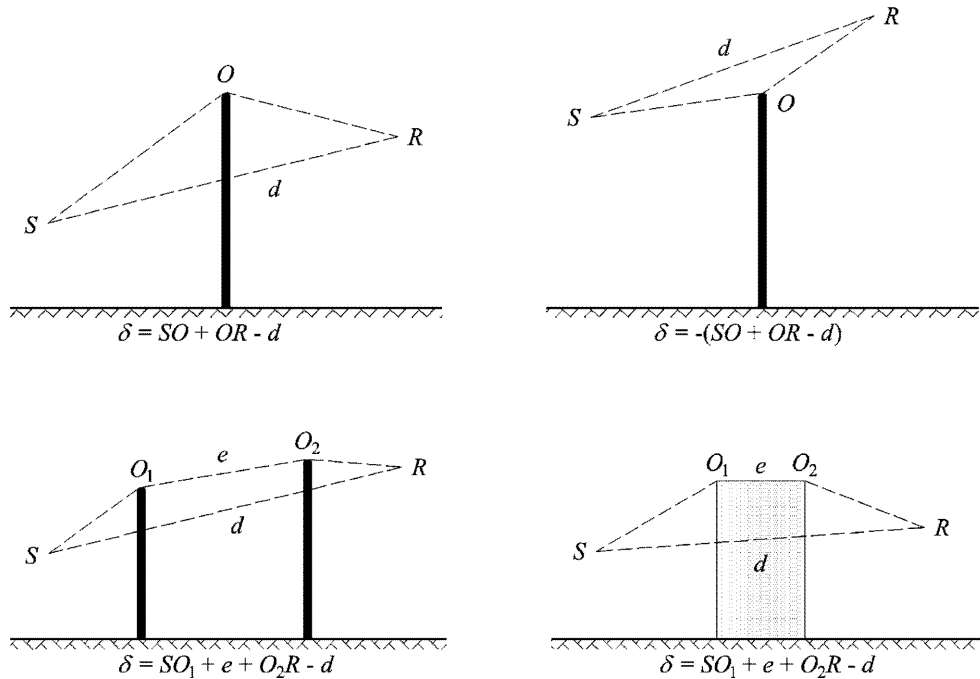 O
R
d
S
δ = SO + OR - d
R
d
S
O
δ = -(SO + OR - d)
O₂
e
O₁
R
d
S
δ = SO₁ + e + O₂R - d
O₁ e O₂
R
S
d
δ = SO₁ + e + O₂R - d